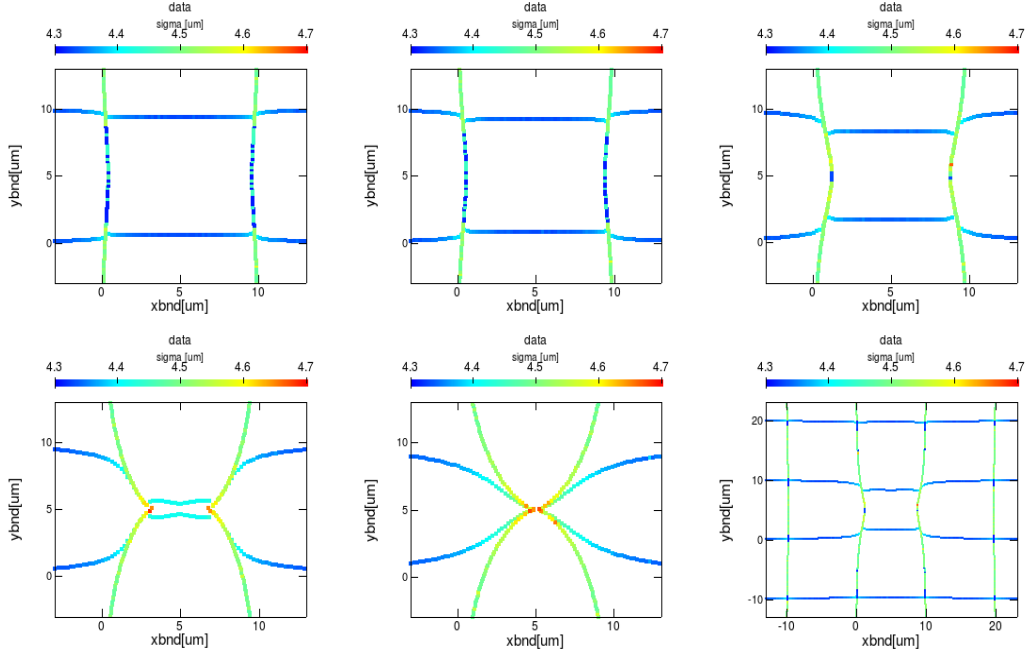 data data data
sigma [um] sigma [um] sigma [um]
4.3 4.4 4.5 4.6 4.7 4.3 4.4 4.5 4.6 4.7 4.3 4.4 4.5 4.6 4.7
10 10 10
ybnd[um] ybnd[um] ybnd[um]
5 5 5
0 0 0
0 5 10 0 5 10 0 5 10
xbnd[um] xbnd[um] xbnd[um]
data data data
sigma [um] sigma [um] sigma [um]
4.3 4.4 4.5 4.6 4.7 4.3 4.4 4.5 4.6 4.7 4.3 4.4 4.5 4.6 4.7
20
10 10 10
ybnd[um] ybnd[um] ybnd[um]
5 5
0 0 0
-10
0 5 10 0 5 10 -10 0 10 20
xbnd[um] xbnd[um] xbnd[um]